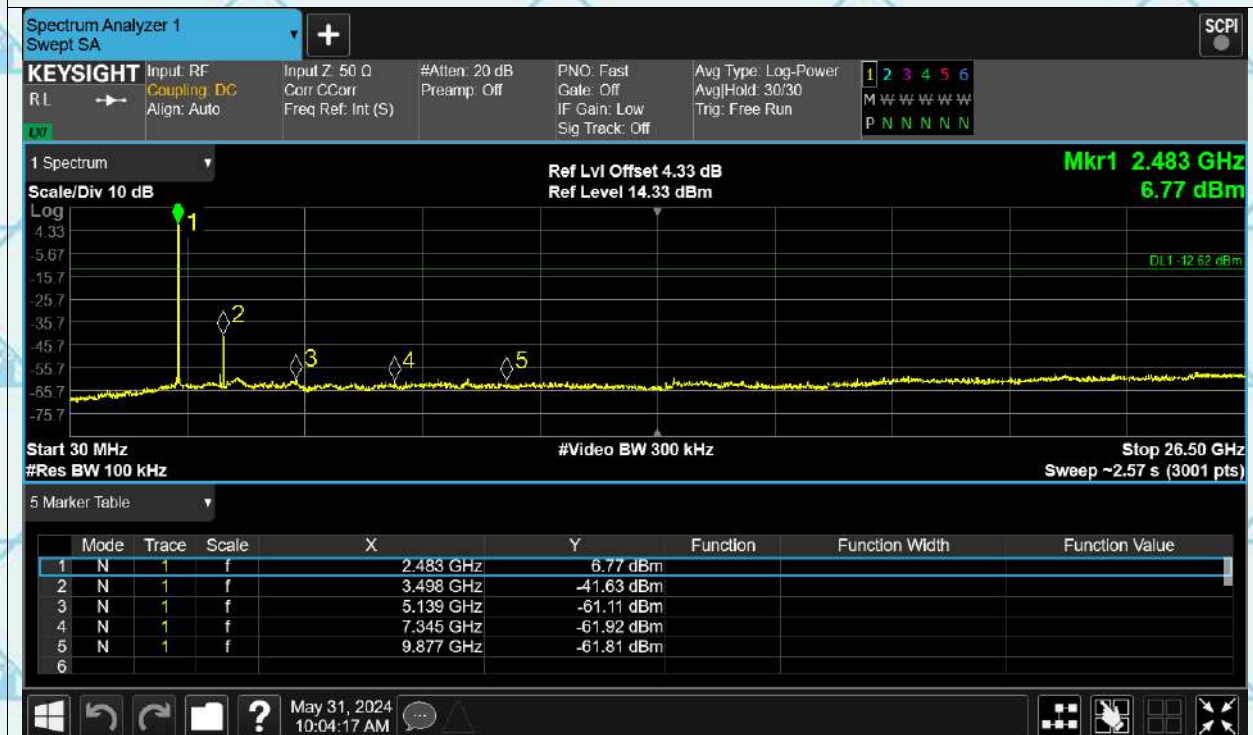 Spectrum Analyzer 1
Swept SA
+
SCPI
KEYSIGHT Input: RF Input Z: 50 Ω #Atten: 20 dB PNO: Fast Avg Type: Log-Power 1 2 3 4 5 6
R L Coupling: DC Corr CCorr Preamp: Off Gate: Off Avg|Hold: 30/30 M W W W W W
Align: Auto Freq Ref: Int (S) IF Gain: Low Trig: Free Run P N N N N N
LXI Sig Track: Off
1 Spectrum Ref Lvl Offset 4.33 dB Mkr1 2.483 GHz
Scale/Div 10 dB Ref Level 14.33 dBm 6.77 dBm
Log
1
4.33
-5.67
DL1 -12.62 dBm
-15.7
-25.7
2
-35.7
-45.7
3 4 5
-55.7
-65.7
-75.7
Start 30 MHz #Video BW 300 kHz Stop 26.50 GHz
#Res BW 100 kHz Sweep ~2.57 s (3001 pts)
5 Marker Table
Mode Trace Scale X Y Function Function Width Function Value
1 N 1 f 2.483 GHz 6.77 dBm
2 N 1 f 3.498 GHz -41.63 dBm
3 N 1 f 5.139 GHz -61.11 dBm
4 N 1 f 7.345 GHz -61.92 dBm
5 N 1 f 9.877 GHz -61.81 dBm
6
? May 31, 2024
10:04:17 AM